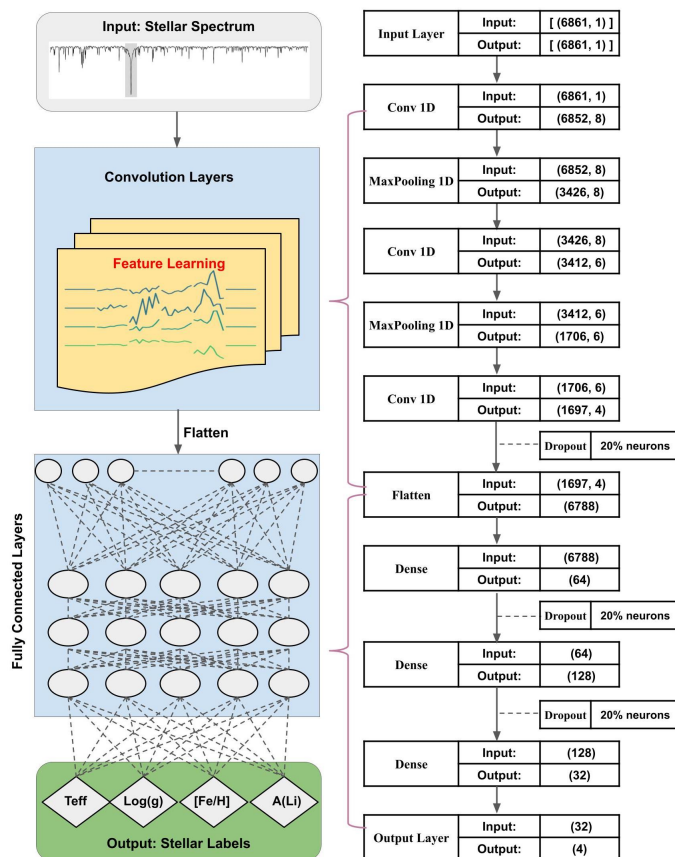 Input: Stellar Spectrum
Convolution Layers
Feature Learning
Flatten
Fully Connected Layers
Teff
Log(g)
[Fe/H]
A(Li)
Output: Stellar Labels
Input Layer
Input:
[ (6861, 1) ]
Output:
[ (6861, 1) ]
Conv 1D
Input:
(6861, 1)
Output:
(6852, 8)
MaxPooling 1D
Input:
(6852, 8)
Output:
(3426, 8)
Conv 1D
Input:
(3426, 8)
Output:
(3412, 6)
MaxPooling 1D
Input:
(3412, 6)
Output:
(1706, 6)
Conv 1D
Input:
(1706, 6)
Output:
(1697, 4)
Dropout
20% neurons
Flatten
Input:
(1697, 4)
Output:
(6788)
Dense
Input:
(6788)
Output:
(64)
Dropout
20% neurons
Dense
Input:
(64)
Output:
(128)
Dropout
20% neurons
Dense
Input:
(128)
Output:
(32)
Output Layer
Input:
(32)
Output:
(4)